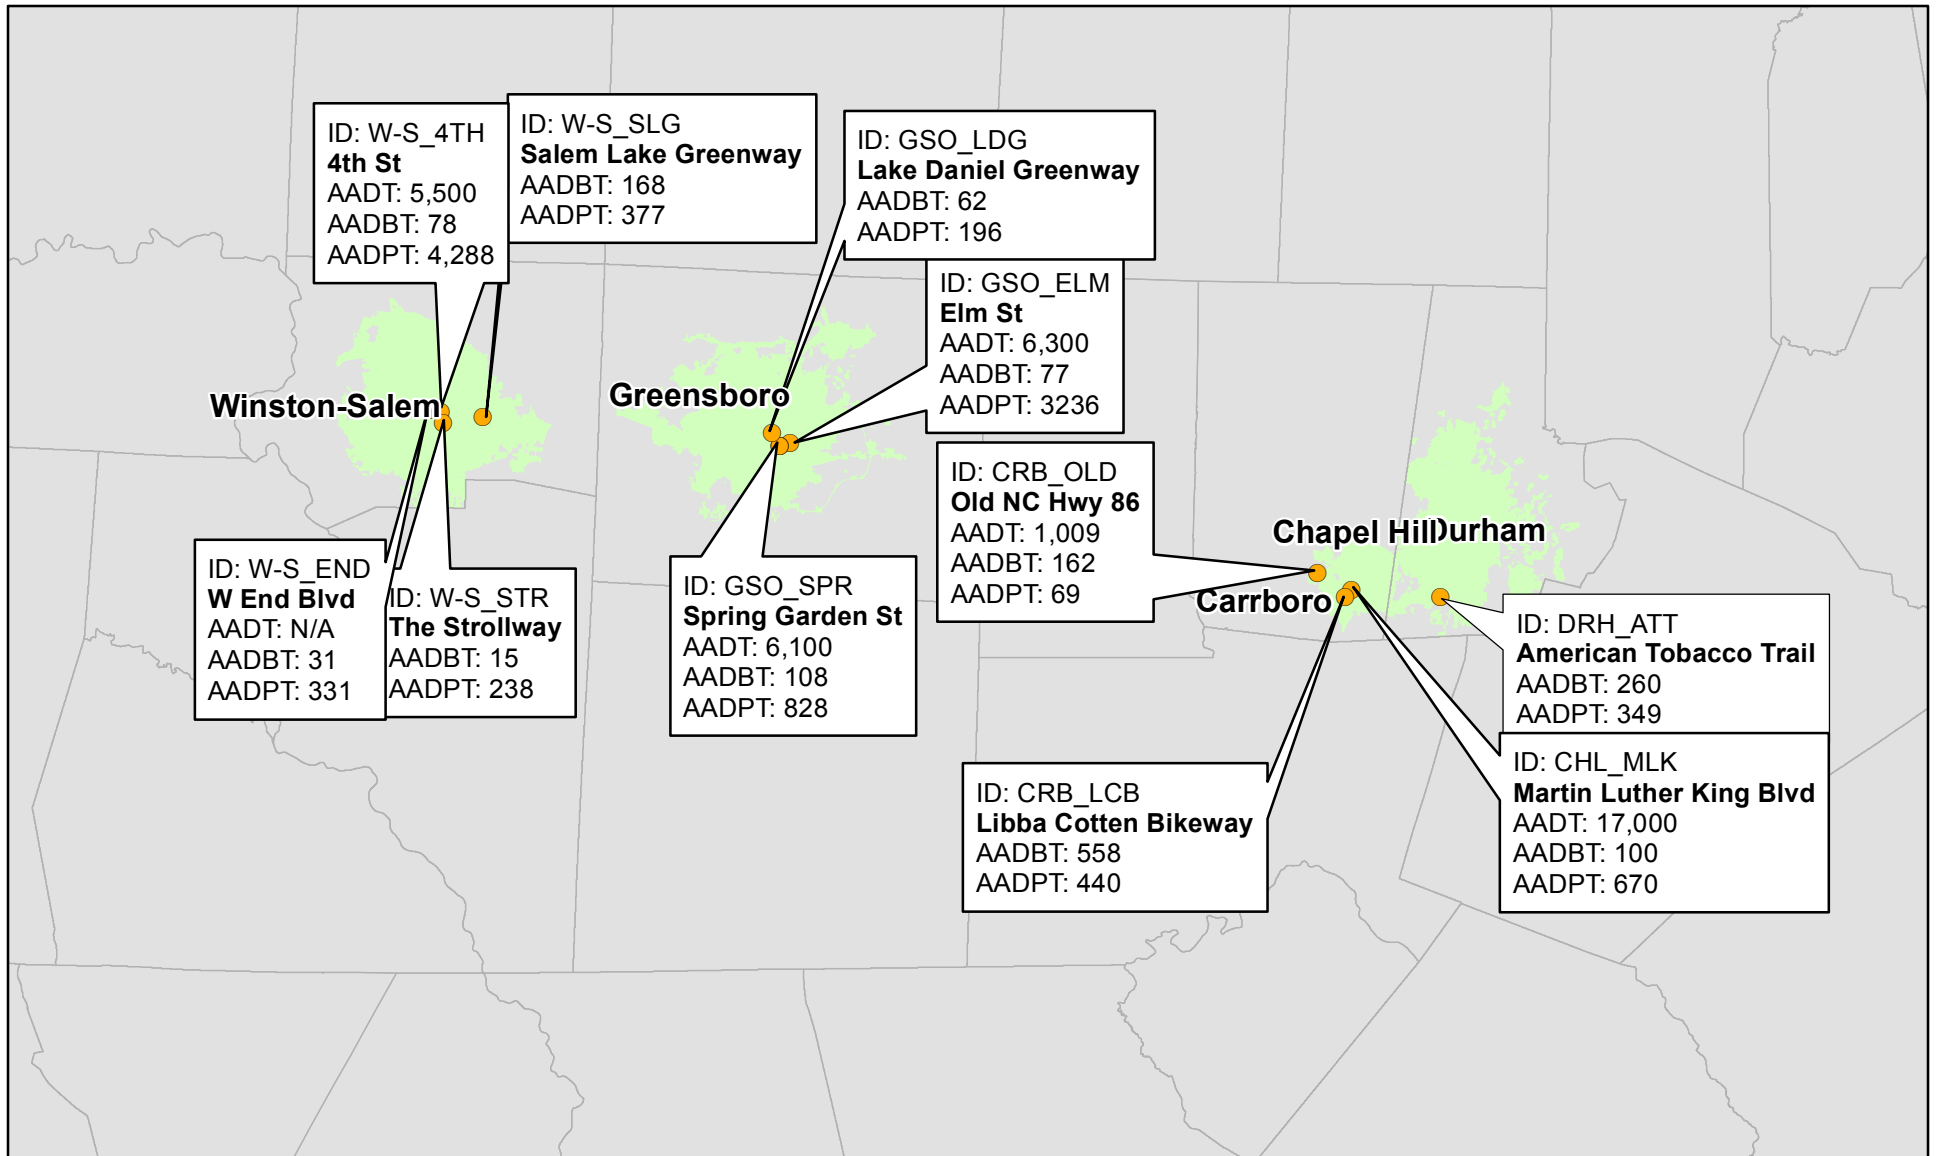 ID: W-S_4TH
4th St
AADT: 5,500
AADBT: 78
AADPT: 4,288
ID: W-S_SLG
Salem Lake Greenway
AADBT: 168
AADPT: 377
ID: GSO_LDG
Lake Daniel Greenway
AADBT: 62
AADPT: 196
ID: GSO_ELM
Elm St
AADT: 6,300
AADBT: 77
AADPT: 3236
Winston-Salem
Greensboro
ID: CRB_OLD
Old NC Hwy 86
AADT: 1,009
AADBT: 162
AADPT: 69
Chapel Hill
Durham
Carrboro
ID: W-S_END
W End Blvd
AADT: N/A
AADBT: 31
AADPT: 331
ID: W-S_STR
The Strollway
AADBT: 15
AADPT: 238
ID: GSO_SPR
Spring Garden St
AADT: 6,100
AADBT: 108
AADPT: 828
ID: DRH_ATT
American Tobacco Trail
AADBT: 260
AADPT: 349
ID: CRB_LCB
Libba Cotten Bikeway
AADBT: 558
AADPT: 440
ID: CHL_MLK
Martin Luther King Blvd
AADT: 17,000
AADBT: 100
AADPT: 670